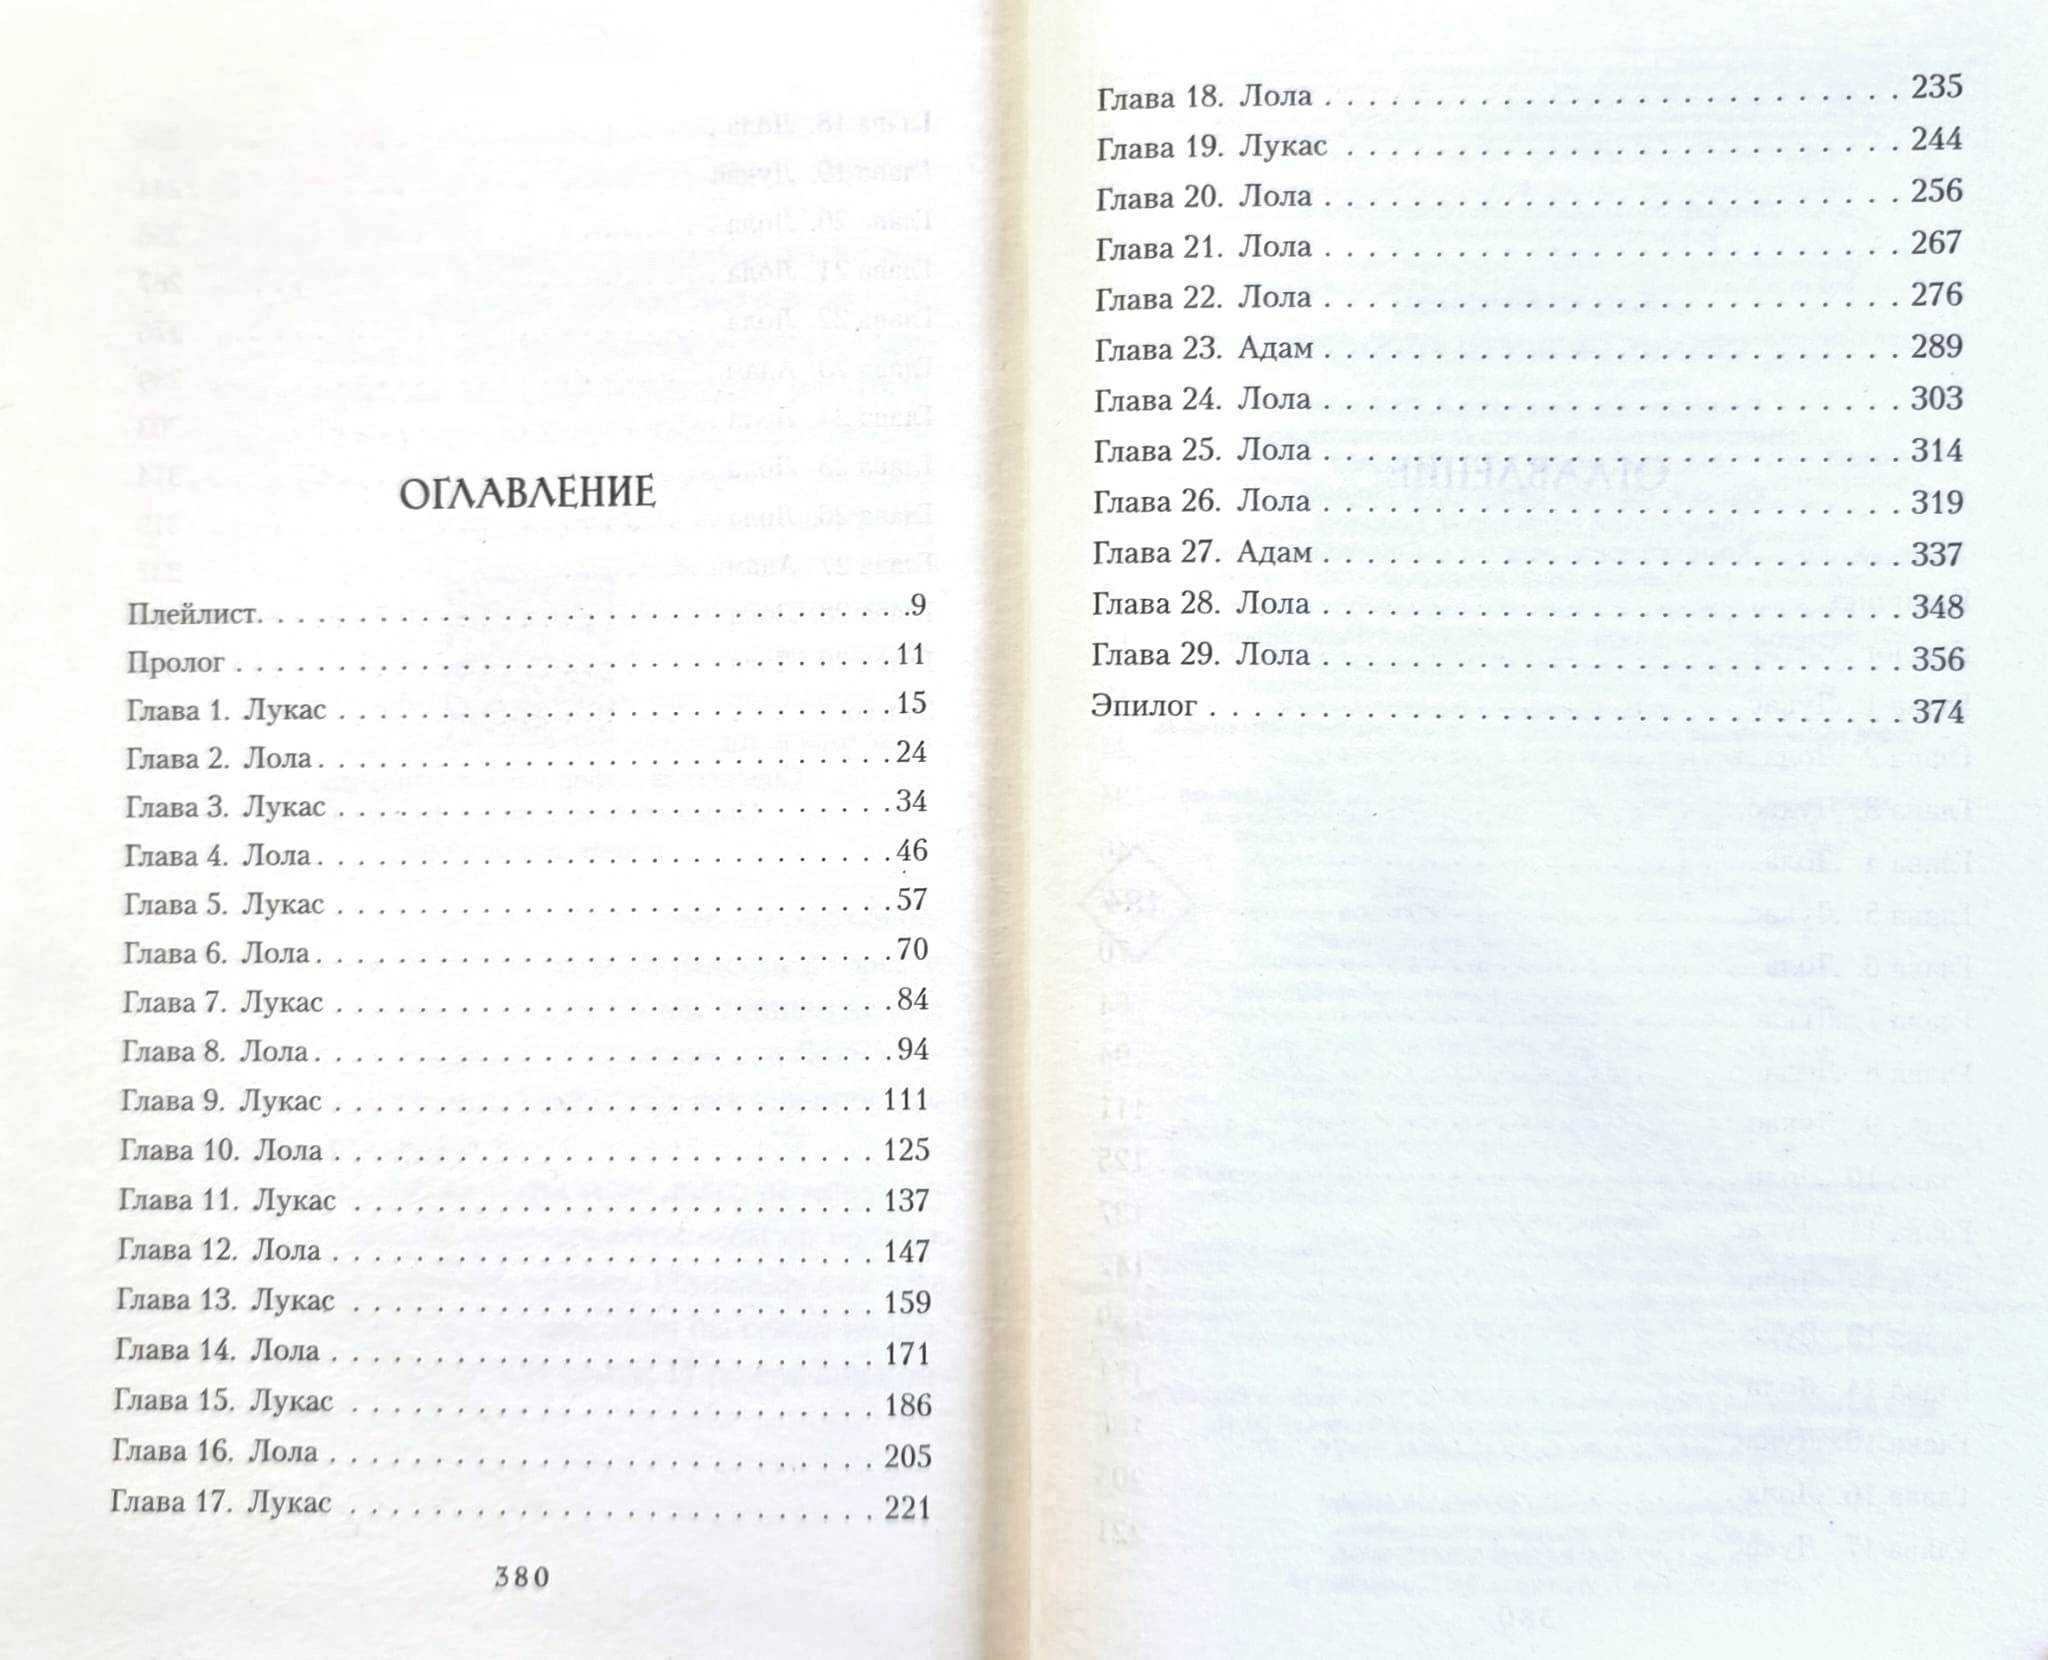 ОГЛАВЛЕНИЕ
Плейлист. . . . . . . . . . . . . . . . . . . . . . . . . . . . . . .9
Пролог . . . . . . . . . . . . . . . . . . . . . . . . . . . . . . . .11
Глава 1. Лукас . . . . . . . . . . . . . . . . . . . . . . . . . . .15
Глава 2. Лола. . . . . . . . . . . . . . . . . . . . . . . . . . . .24
Глава 3. Лукас . . . . . . . . . . . . . . . . . . . . . . . . . . .34
Глава 4. Лола. . . . . . . . . . . . . . . . . . . . . . . . . . . .46
Глава 5. Лукас . . . . . . . . . . . . . . . . . . . . . . . . . . .57
Глава 6. Лола. . . . . . . . . . . . . . . . . . . . . . . . . . . .70
Глава 7. Лукас . . . . . . . . . . . . . . . . . . . . . . . . . . .84
Глава 8. Лола. . . . . . . . . . . . . . . . . . . . . . . . . . . .94
Глава 9. Лукас . . . . . . . . . . . . . . . . . . . . . . . . . . 111
Глава 10. Лола . . . . . . . . . . . . . . . . . . . . . . . . . . 125
Глава 11. Лукас . . . . . . . . . . . . . . . . . . . . . . . . . 137
Глава 12. Лола . . . . . . . . . . . . . . . . . . . . . . . . . . 147
Глава 13. Лукас . . . . . . . . . . . . . . . . . . . . . . . . . 159
Глава 14. Лола . . . . . . . . . . . . . . . . . . . . . . . . . . 171
Глава 15. Лукас . . . . . . . . . . . . . . . . . . . . . . . . . 186
Глава 16. Лола . . . . . . . . . . . . . . . . . . . . . . . . . . 205
Глава 17. Лукас . . . . . . . . . . . . . . . . . . . . . . . . . 221
380
Глава 18. Лола . . . . . . . . . . . . . . . . . . . . . . . . . . 235
Глава 19. Лукас . . . . . . . . . . . . . . . . . . . . . . . . . 244
Глава 20. Лола . . . . . . . . . . . . . . . . . . . . . . . . . . 256
Глава 21. Лола . . . . . . . . . . . . . . . . . . . . . . . . . . 267
Глава 22. Лола . . . . . . . . . . . . . . . . . . . . . . . . . . 276
Глава 23. Адам . . . . . . . . . . . . . . . . . . . . . . . . . . 289
Глава 24. Лола . . . . . . . . . . . . . . . . . . . . . . . . . . 303
Глава 25. Лола . . . . . . . . . . . . . . . . . . . . . . . . . . 314
Глава 26. Лола . . . . . . . . . . . . . . . . . . . . . . . . . . 319
Глава 27. Адам . . . . . . . . . . . . . . . . . . . . . . . . . . 337
Глава 28. Лола . . . . . . . . . . . . . . . . . . . . . . . . . . 348
Глава 29. Лола . . . . . . . . . . . . . . . . . . . . . . . . . . 356
Эпилог . . . . . . . . . . . . . . . . . . . . . . . . . . . . . . . 374